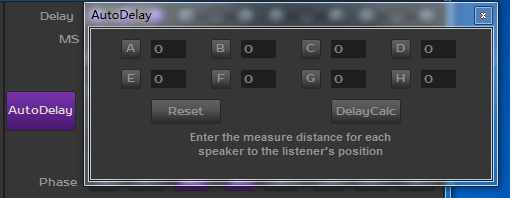 Delay
AutoDelay
x
MS
A 0 B 0 C 0 D 0
E 0 F 0 G 0 H 0
AutoDelay
Reset DelayCalc
Enter the measure distance for each
speaker to the listener's position
Phase